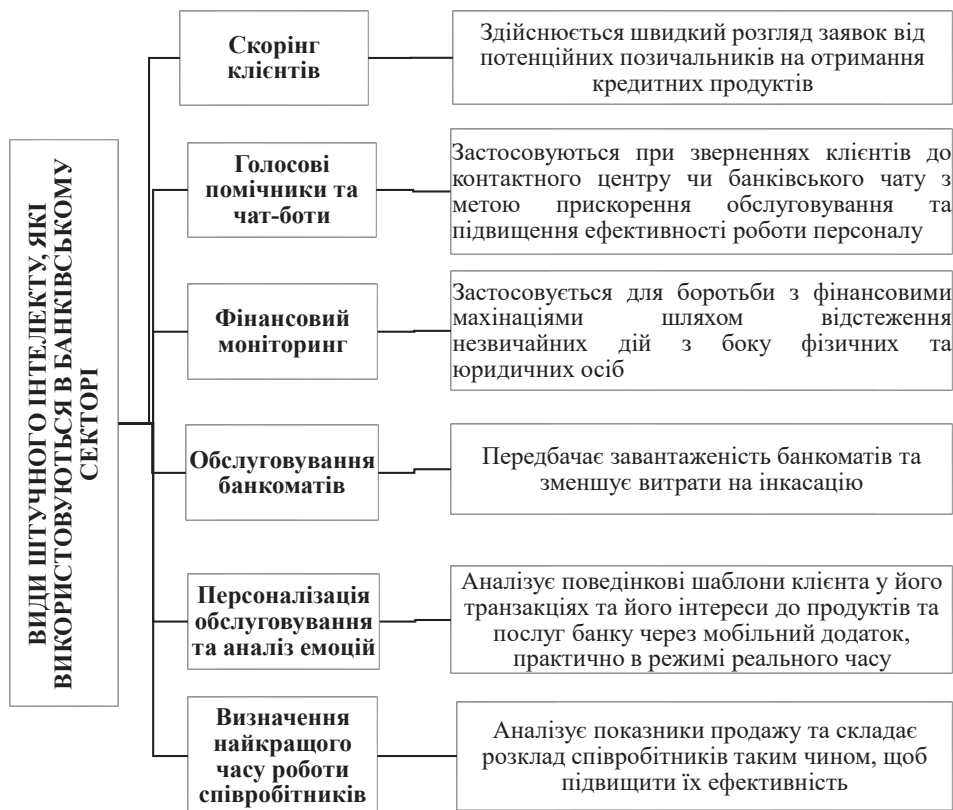 ВИДИ ШТУЧНОГО ІНТЕЛЕКТУ, ЯКІ
ВИКОРИСТОВУЮТЬСЯ В БАНКІВСЬКОМУ
СЕКТОРІ
Скорінг
клієнтів
Здійснюється швидкий розгляд заявок від
потенційних позичальників на отримання
кредитних продуктів
Голосові
помічники та
чат-боти
Застосовуються при зверненнях клієнтів до
контактного центру чи банківського чату з
метою прискорення обслуговування та
підвищення ефективності роботи персоналу
Фінансовий
моніторинг
Застосовується для боротьби з фінансовими
махінаціями шляхом відстеження
незвичайних дій з боку фізичних та
юридичних осіб
Обслуговування
банкоматів
Передбачає завантаженість банкоматів та
зменшує витрати на інкасацію
Персоналізація
обслуговування
та аналіз емоцій
Аналізує поведінкові шаблони клієнта у його
транзакціях та його інтереси до продуктів та
послуг банку через мобільний додаток,
практично в режимі реального часу
Визначення
найкращого
часу роботи
співробітників
Аналізує показники продажу та складає
розклад співробітників таким чином, щоб
підвищити їх ефективність